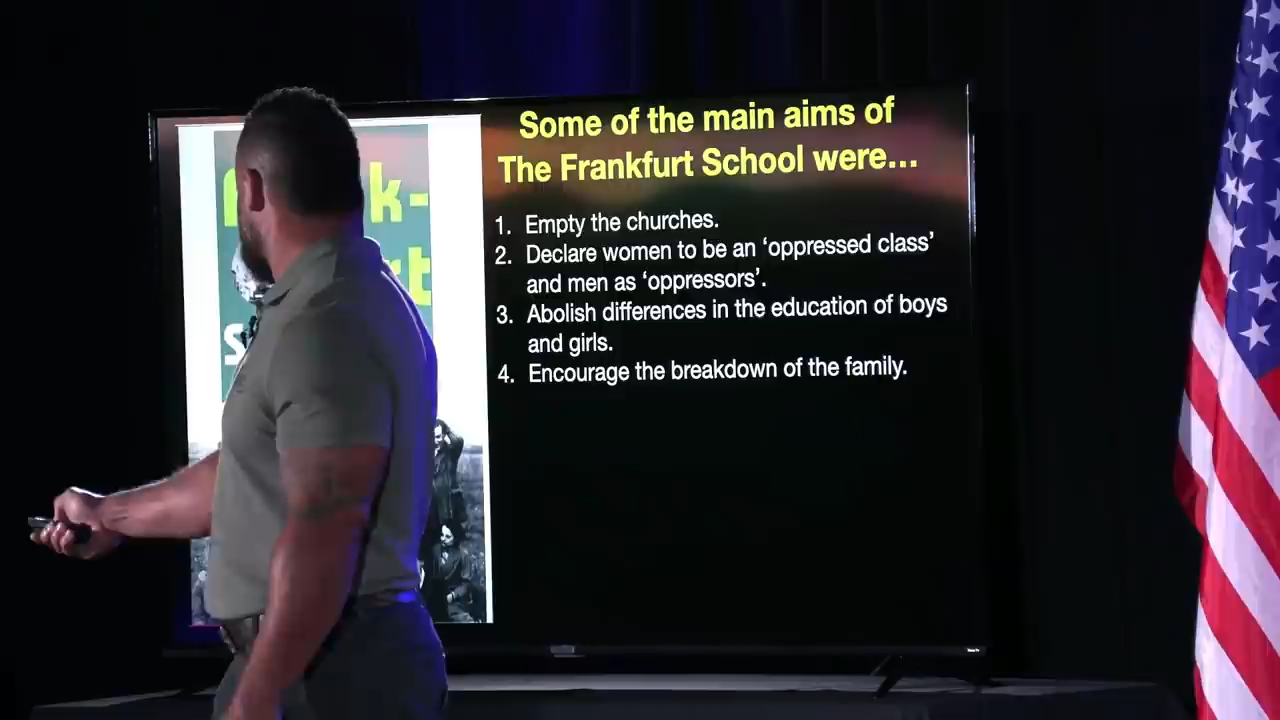 Some of the main aims of
The Frankfurt School were...
1. Empty the churches.
2. Declare women to be an ‘oppressed class’
and men as ‘oppressors’.
3. Abolish differences in the education of boys
and girls.
4. Encourage the breakdown of the family.